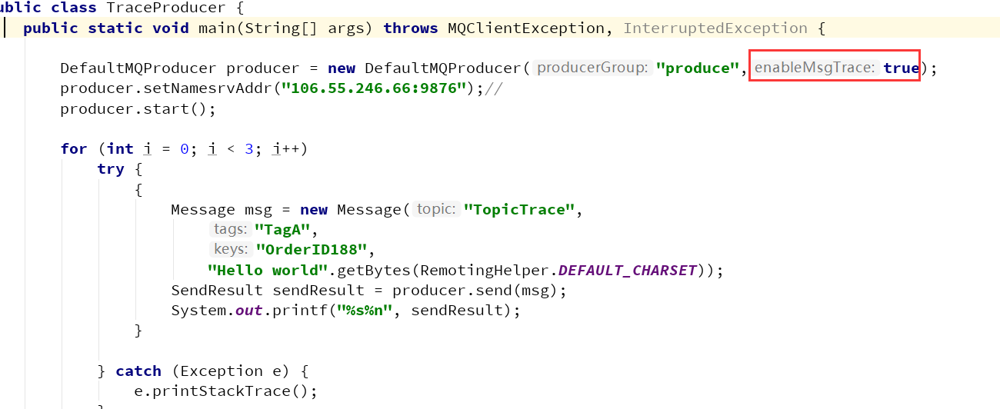 ublic class TraceProducer {
public static void main(String[] args) throws MQClientException, InterruptedException {
DefaultMQProducer producer = new DefaultMQProducer( producerGroup: "produce", enableMsgTrace: true);
producer.setNamesrvAddr("106.55.246.66:9876");//
producer.start();
for (int i = 0; i < 3; i++)
try {
{
Message msg = new Message( topic: "TopicTrace",
tags: "TagA",
keys: "OrderID188",
"Hello world".getBytes(RemotingHelper.DEFAULT_CHARSET));
SendResult sendResult = producer.send(msg);
System.out.printf("%s%n", sendResult);
}
} catch (Exception e) {
e.printStackTrace();